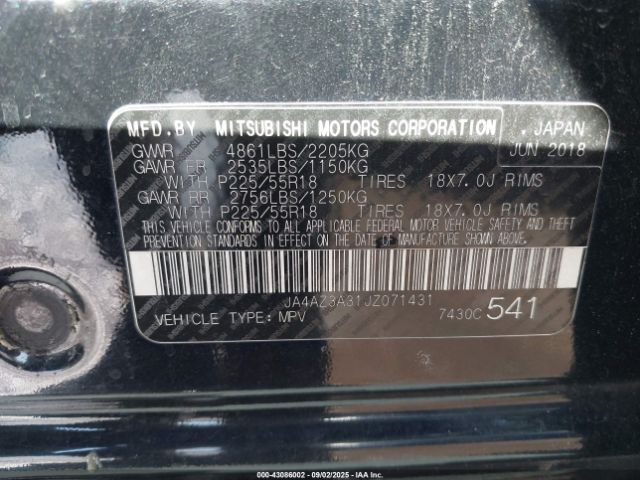 MFD.BY MITSUBISHI MOTORS CORPORATION , JAPAN
GVWR 4861LBS/2205KG JUN 2018
GAWR FR 2535LBS/1150KG
WITH P225/55R18 TIRES 18X7.0J RIMS
GAWR RR 2756LBS/1250KG
WITH P225/55R18 TIRES 18X7.0J RIMS
THIS VEHICLE CONFORMS TO ALL APPLICABLE FEDERAL MOTOR VEHICLE SAFETY AND THEFT
PREVENTION STANDARDS IN EFFECT ON THE DATE OF MANUFACTURE SHOWN ABOVE.
JA4AZ3A31JZ071431
VEHICLE TYPE: MPV 7430C 541
000-43086002 - 09/02/2025 - IAAI.com